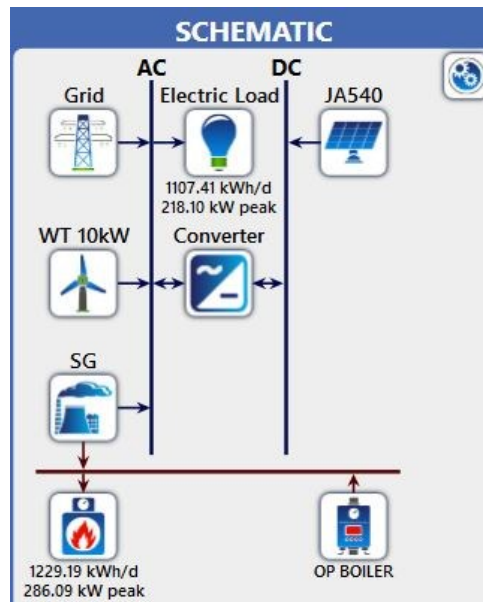 SCHEMATIC
AC DC
Grid Electric Load JA540
1107.41 kWh/d
218.10 kW peak
WT 10kW Converter
SG
1229.19 kWh/d OP BOILER
286.09 kW peak